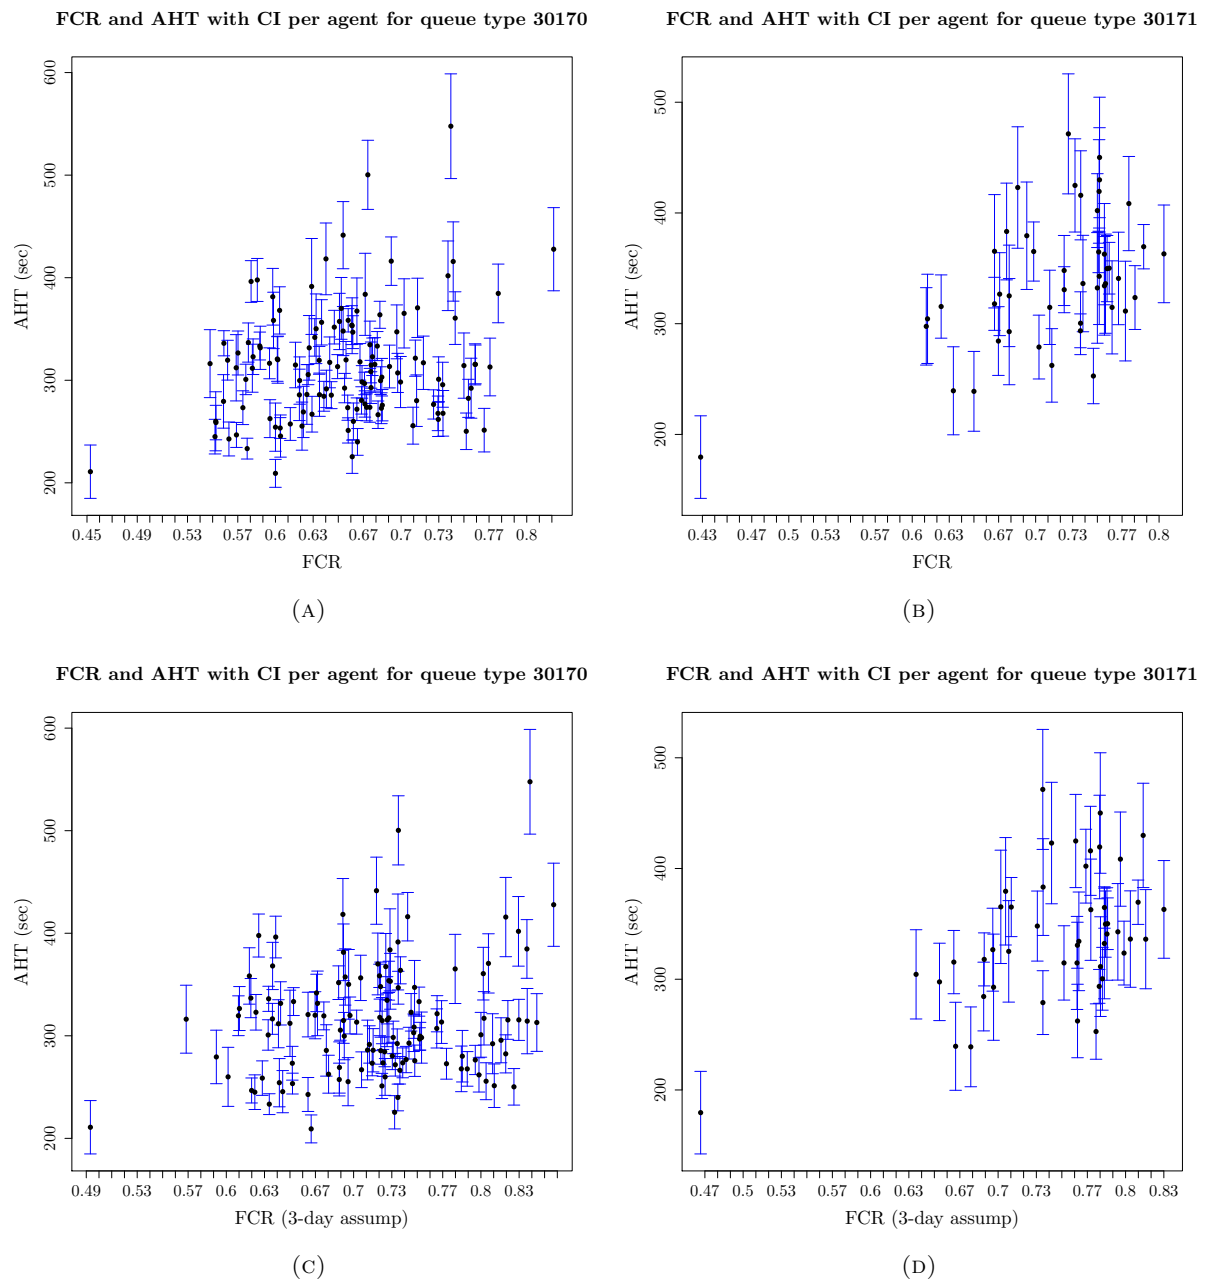 FCR and AHT with CI per agent for queue type 30170
600
500
400
300
200
AHT (sec)
0.45 0.49 0.53 0.57 0.6 0.63 0.67 0.7 0.73 0.77 0.8
FCR
(A)
FCR and AHT with CI per agent for queue type 30171
500
400
300
200
AHT (sec)
0.43 0.47 0.5 0.53 0.57 0.6 0.63 0.67 0.7 0.73 0.77 0.8
FCR
(B)
FCR and AHT with CI per agent for queue type 30170
600
500
400
300
200
AHT (sec)
0.49 0.53 0.57 0.6 0.63 0.67 0.7 0.73 0.77 0.8 0.83
FCR (3-day assump)
(C)
FCR and AHT with CI per agent for queue type 30171
500
400
300
200
AHT (sec)
0.47 0.5 0.53 0.57 0.6 0.63 0.67 0.7 0.73 0.77 0.8 0.83
FCR (3-day assump)
(D)